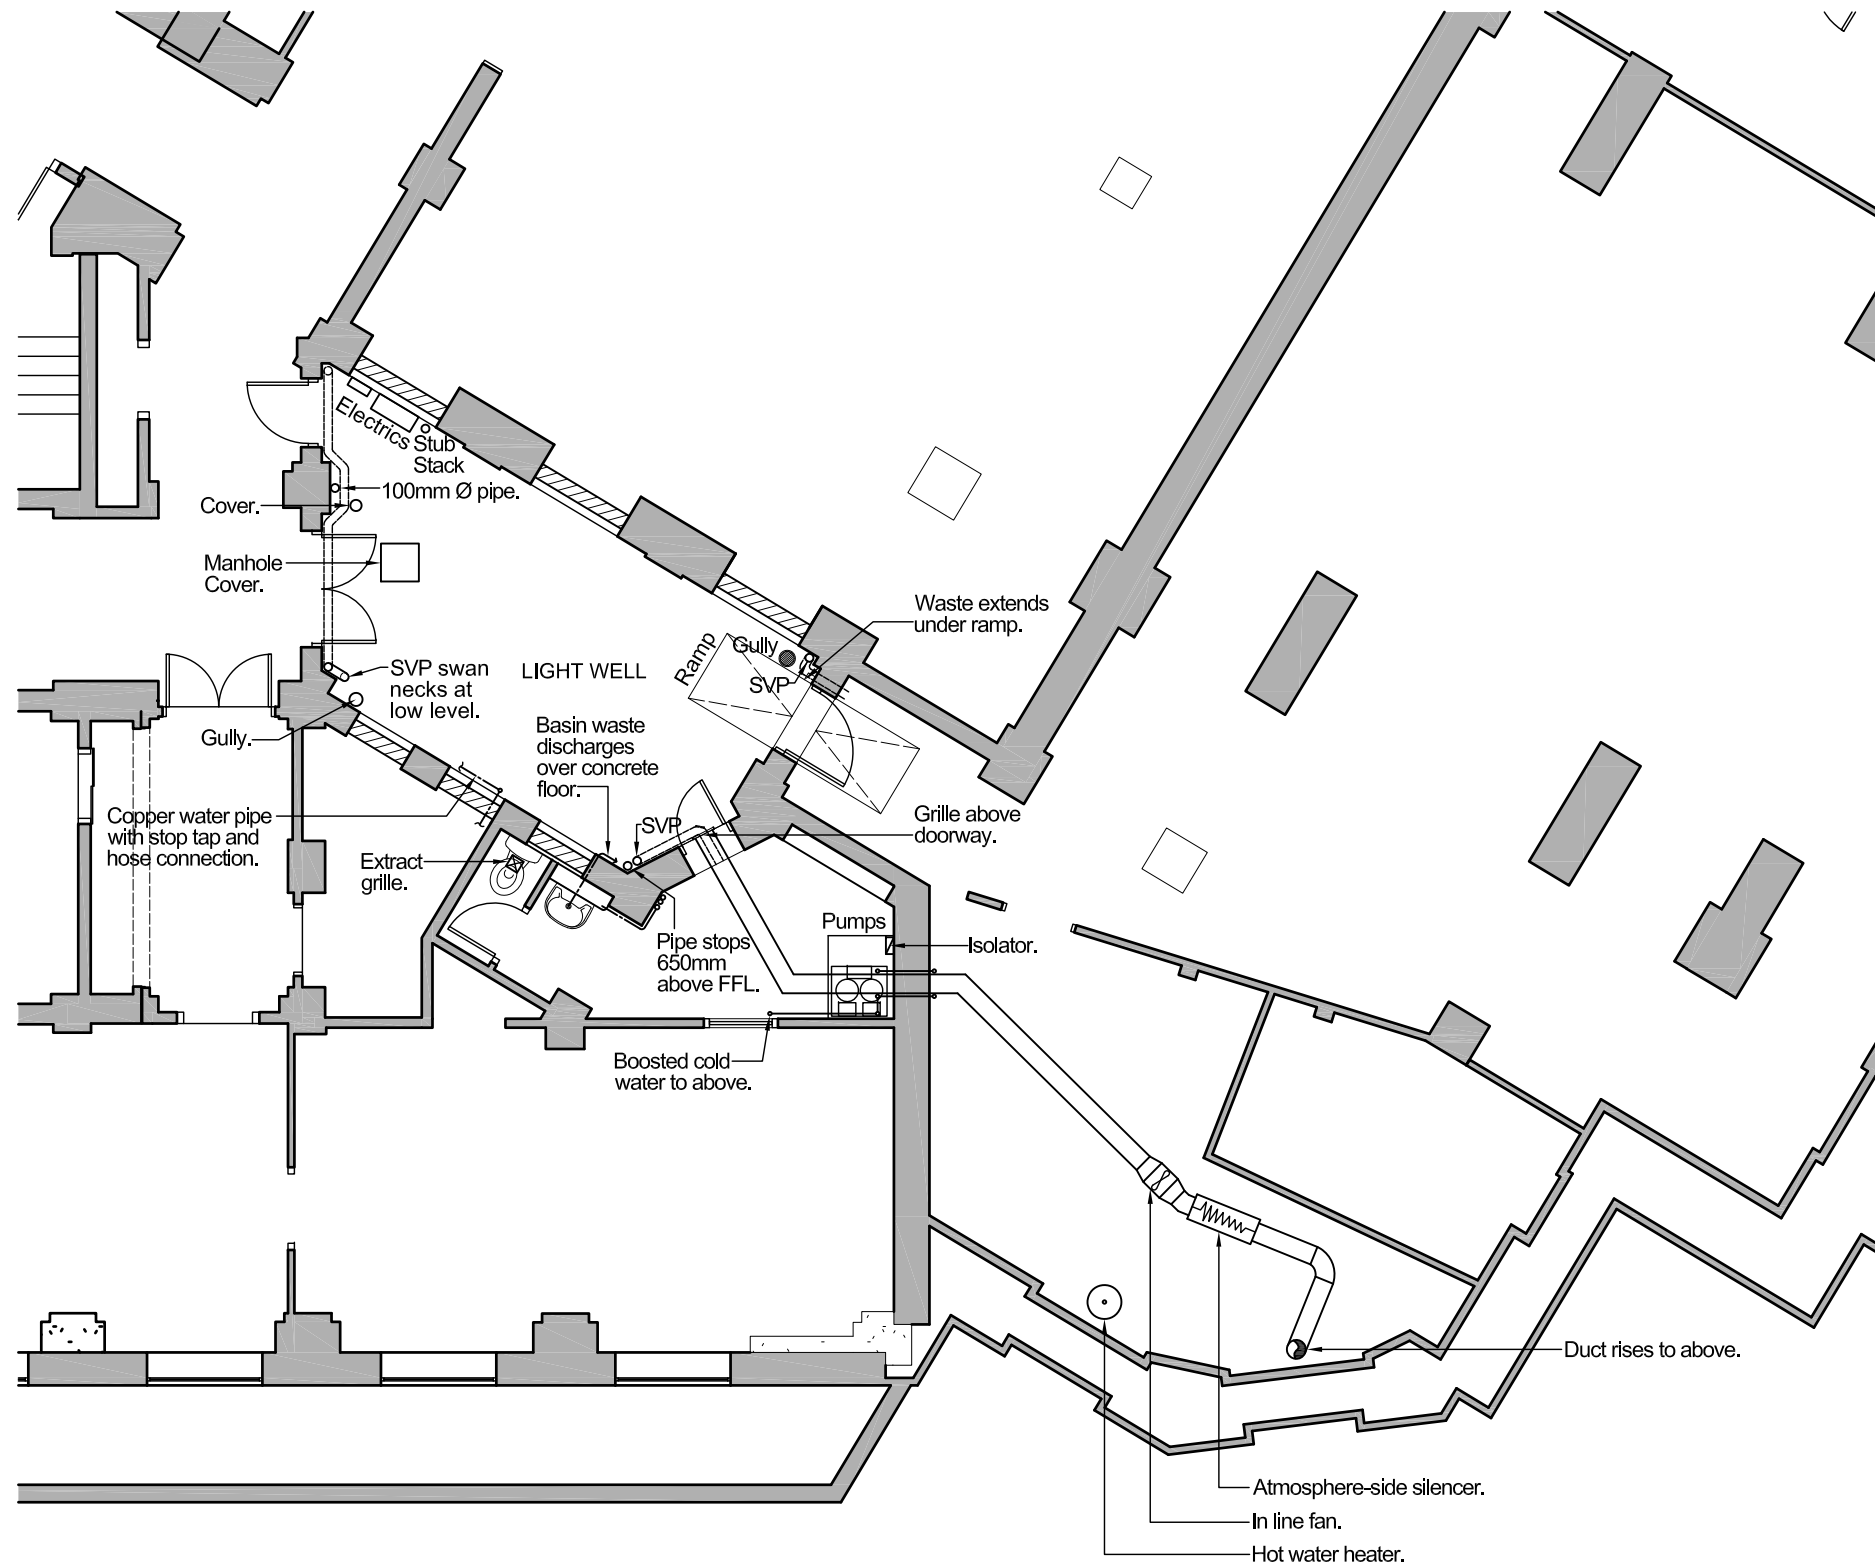 Electrics
Stub
Stack
100mm Ø pipe.
Cover.
Manhole
Cover.
Waste extends
under ramp.
Ramp
Gully
SVP
SVP swan
necks at
low level.
LIGHT WELL
Gully.
Basin waste
discharges
over concrete
floor.
Copper water pipe
with stop tap and
hose connection.
SVP
Grille above
doorway.
Extract
grille.
Pumps
Isolator.
Pipe stops
650mm
above FFL.
Boosted cold
water to above.
Duct rises to above.
Atmosphere-side silencer.
In line fan.
Hot water heater.